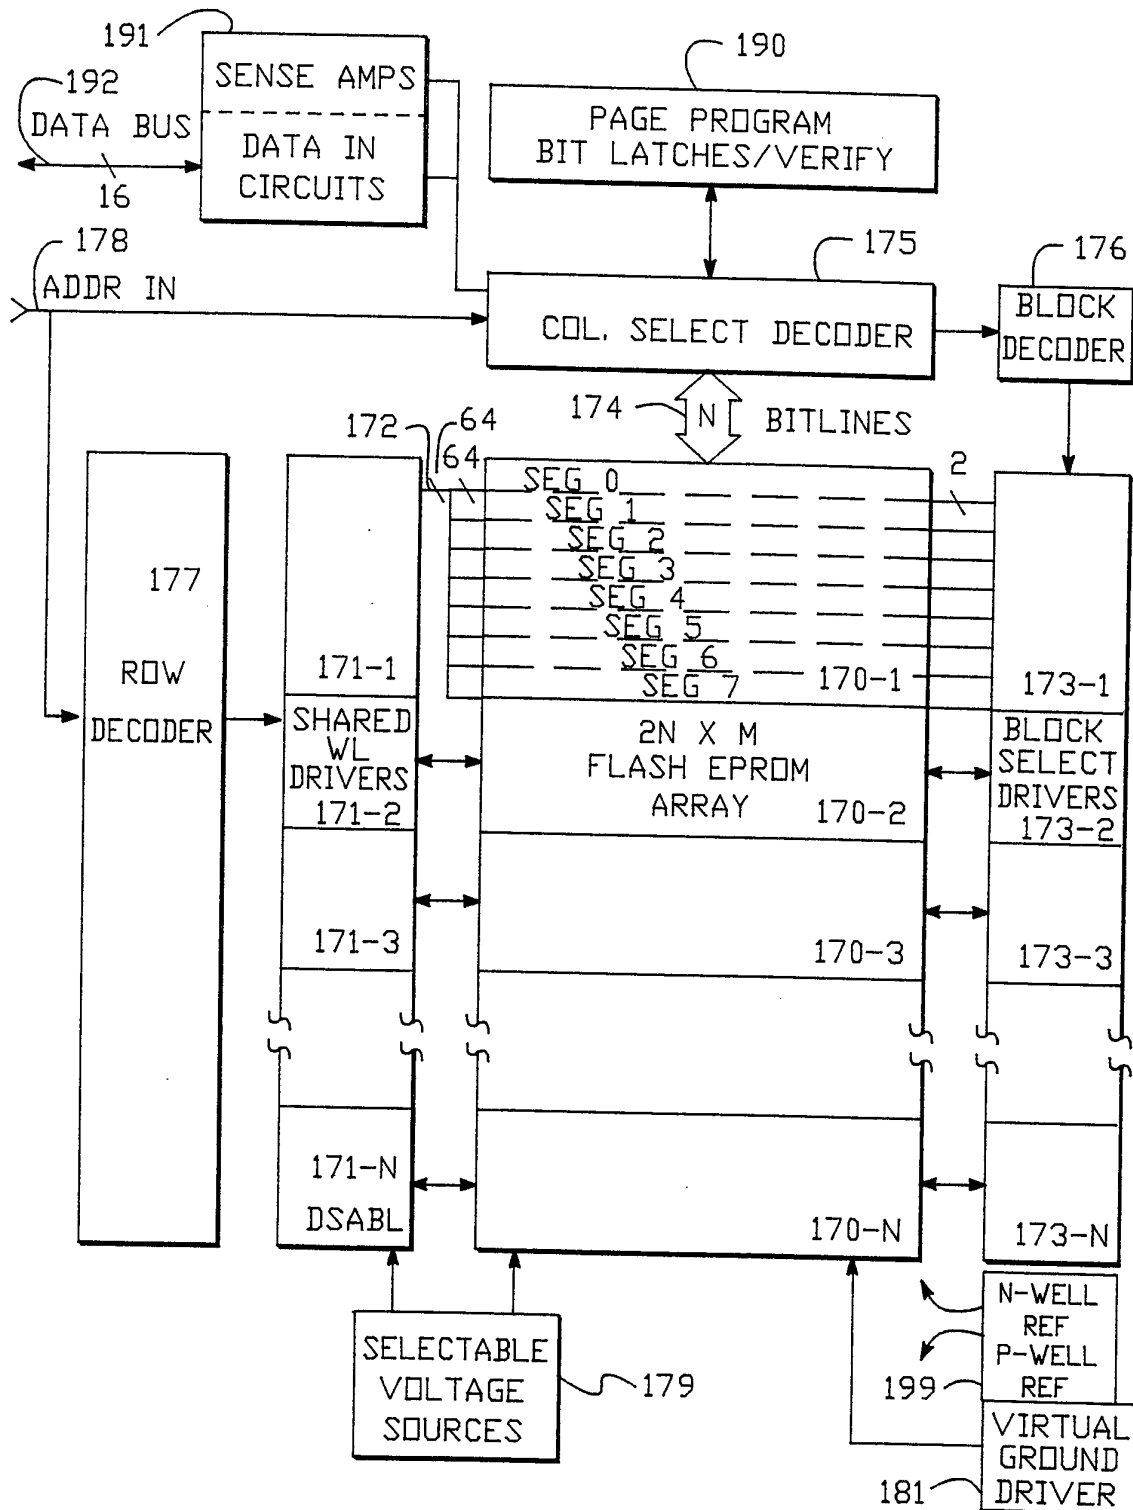 191
190
192
SENSE AMPS
DATA BUS
16
DATA IN
CIRCUITS
PAGE PROGRAM
BIT LATCHES/VERIFY
178
ADDR IN
175
176
COL. SELECT DECODER
BLOCK
DECODER
174
N
BITLINES
172
64
64
2
SEG 0
SEG 1
SEG 2
SEG 3
SEG 4
SEG 5
SEG 6
SEG 7
177
ROW
DECODER
171-1
170-1
173-1
SHARED
WL
DRIVERS
171-2
2N X M
FLASH EPROM
ARRAY
170-2
BLOCK
SELECT
DRIVERS
173-2
171-3
170-3
173-3
171-N
DSABL
170-N
173-N
SELECTABLE
VOLTAGE
SOURCES
179
N-WELL
REF
P-WELL
REF
199
VIRTUAL
GROUND
DRIVER
181